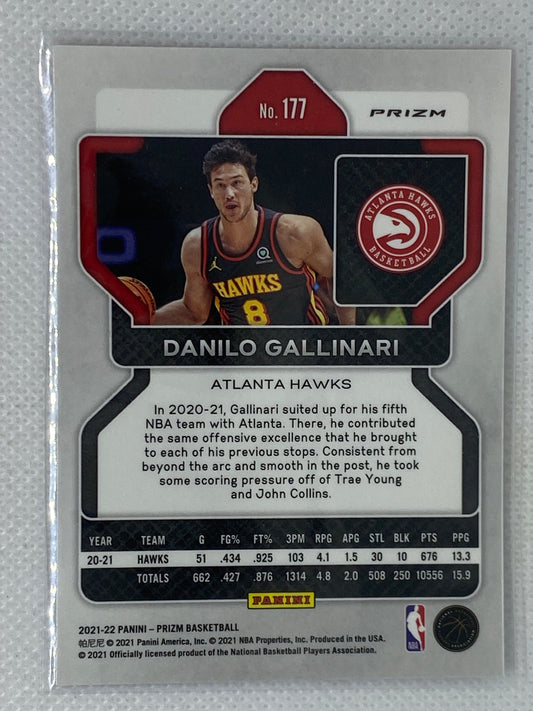 No. 177
PRIZM
ATLANTA HAWKS
BASKETBALL
HAWKS
8
DANILO GALLINARI
ATLANTA HAWKS
In 2020-21, Gallinari suited up for his fifth
NBA team with Atlanta. There, he contributed
the same offensive excellence that he brought
to each of his previous stops. Consistent from
beyond the arc and smooth in the post, he took
some scoring pressure off of Trae Young
and John Collins.
YEAR TEAM G FG% FT% 3PM RPG APG STL BLK PTS PPG
20-21 HAWKS 51 .434 .925 103 4.1 1.5 30 10 676 13.3
TOTALS 662 .427 .876 1314 4.8 2.0 508 250 10556 15.9
PANINI
2021-22 PANINI – PRIZM BASKETBALL
帕尼尼 © 2021 Panini America, Inc. © 2021 NBA Properties, Inc. Produced in the USA.
© 2021 Officially licensed product of the National Basketball Players Association.
NBA